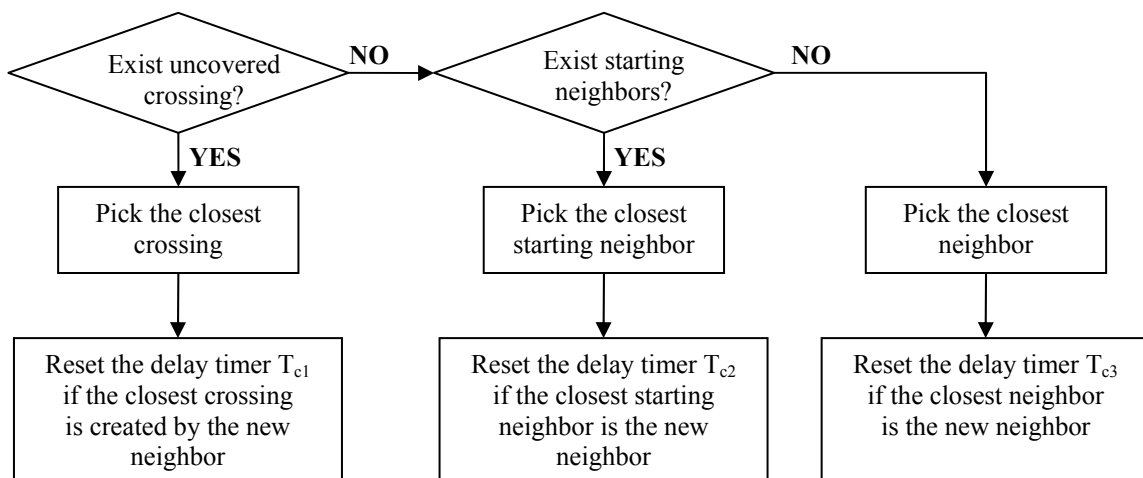 Exist uncovered
crossing?
NO
Exist starting
neighbors?
NO
YES
YES
Pick the closest
crossing
Pick the closest
starting neighbor
Pick the closest
neighbor
Reset the delay timer Tc1
if the closest crossing
is created by the new
neighbor
Reset the delay timer Tc2
if the closest starting
neighbor is the new
neighbor
Reset the delay timer Tc3
if the closest neighbor
is the new neighbor